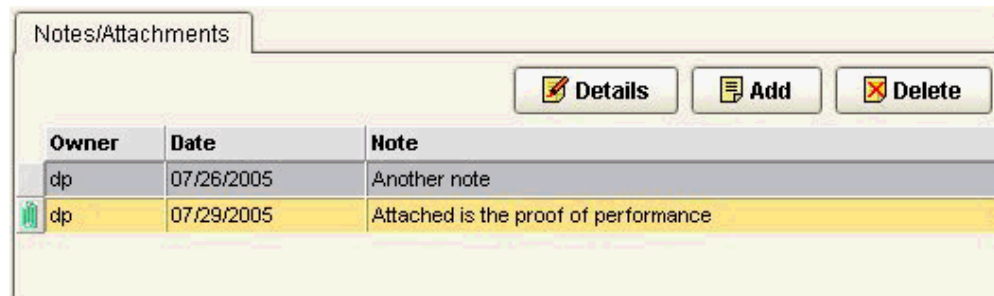 Notes/Attachments
Details Add Delete
Owner Date Note
dp 07/26/2005 Another note
dp 07/29/2005 Attached is the proof of performance